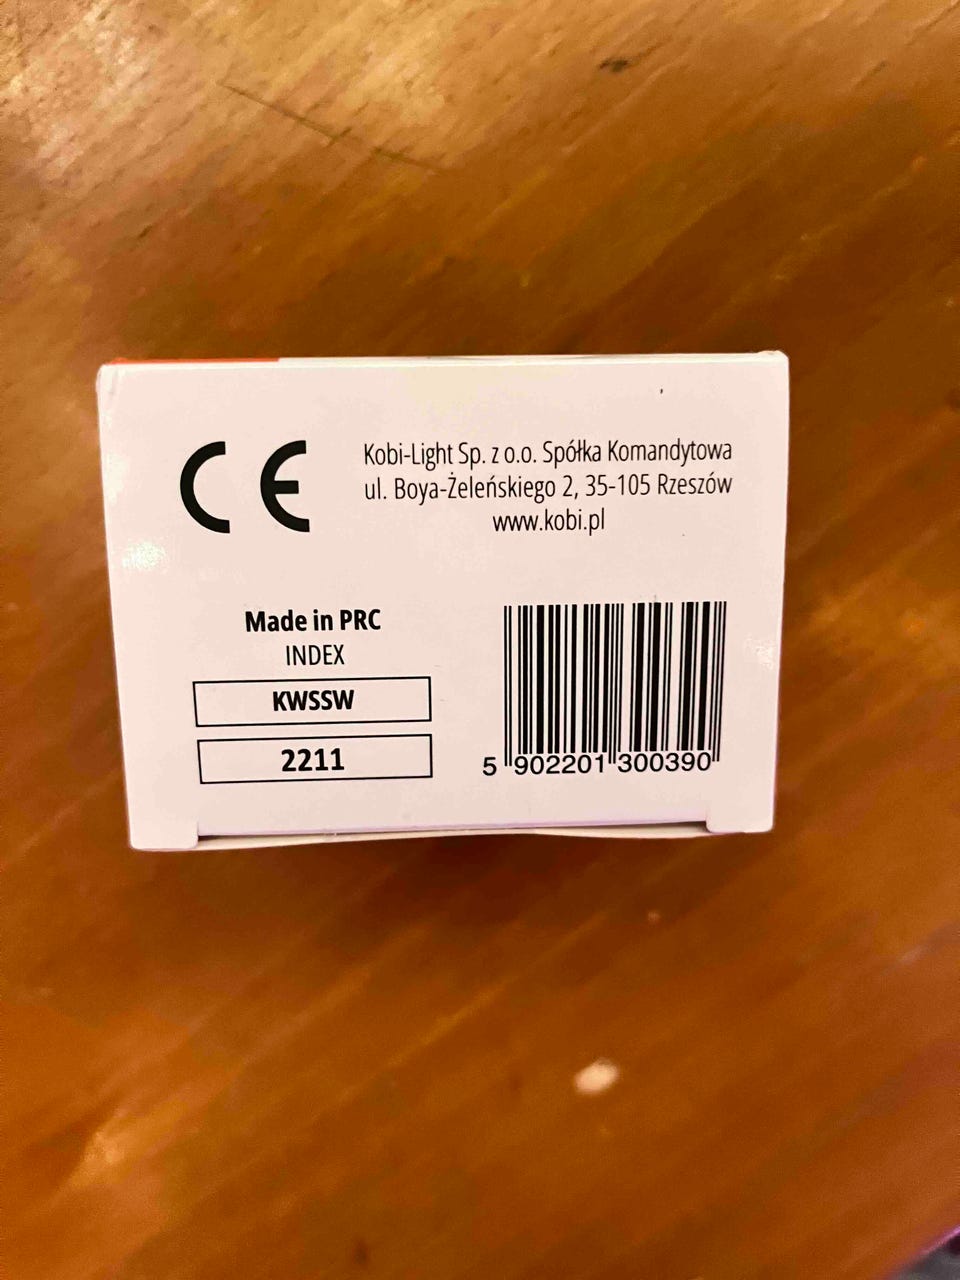 CE
Kobi-Light Sp. z o.o. Spółka Komandytowa
ul. Boya-Żeleńskiego 2, 35-105 Rzeszów
www.kobi.pl
Made in PRC
INDEX
KWSSW
2211
5 902201 300390